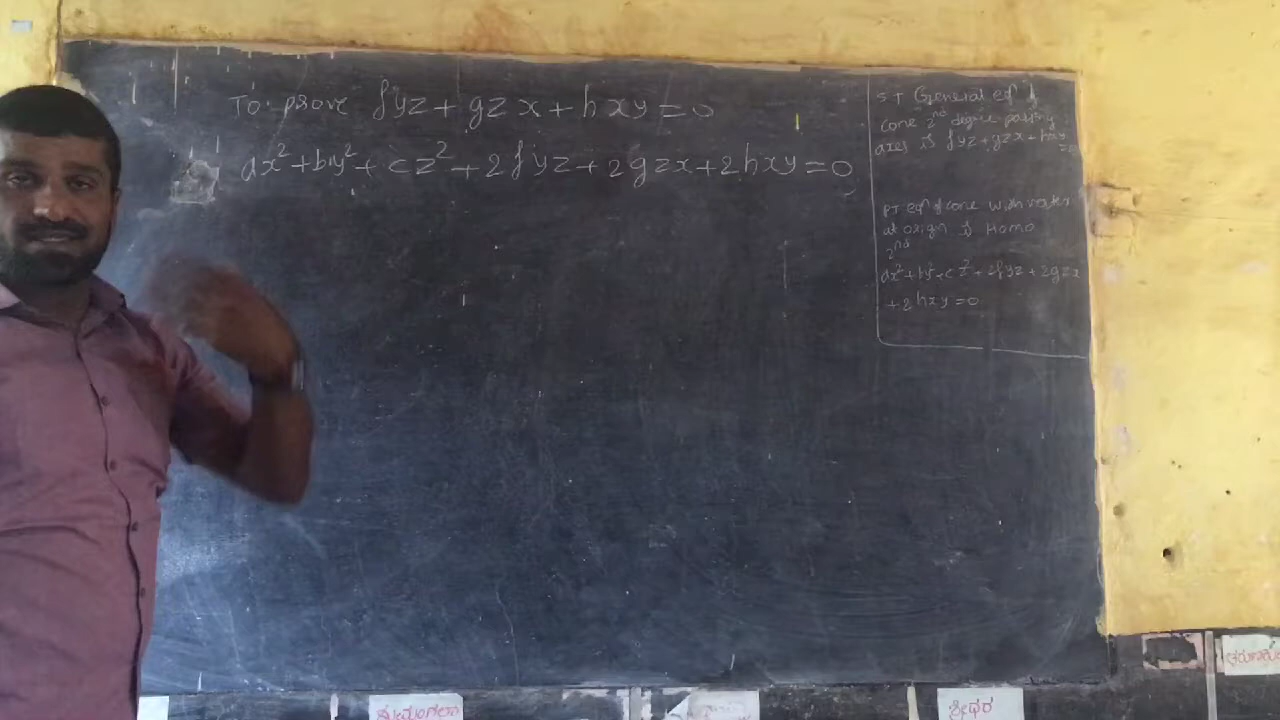 To prove fyz + gzx + hxy = 0
ax² + by² + cz² + 2fyz + 2gzx + 2hxy = 0
ST General eqⁿ of
cone 2nd degree passing
axes is fyz + gzx + hxy
=0
PT eqⁿ of cone with vertex
at origin is Homo
2nd
ax² + by² + cz² + 2fyz + 2gzx
+ 2hxy = 0
ಶ್ರೀಧರ